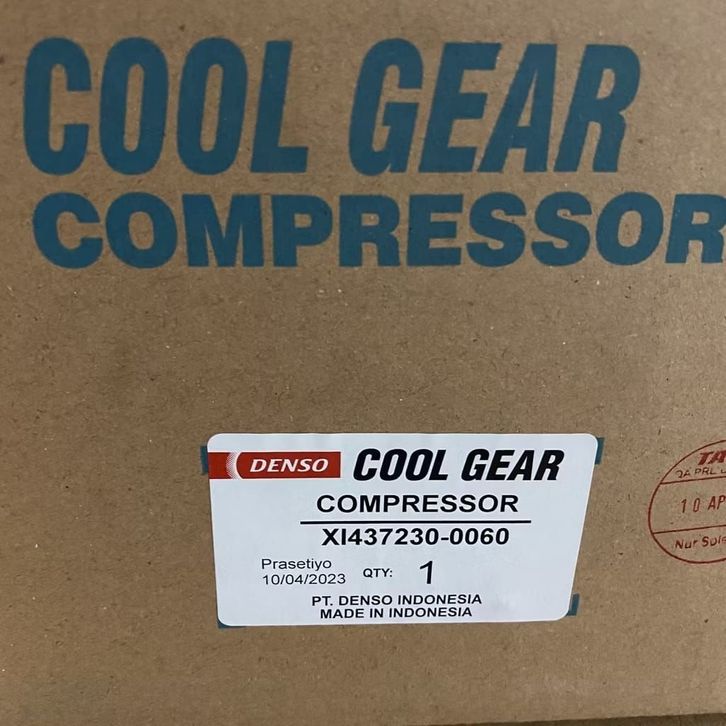 COOL GEAR
COMPRESSOR
DENSO COOL GEAR
COMPRESSOR
XI437230-0060
Prasetiyo
10/04/2023 QTY: 1
PT. DENSO INDONESIA
MADE IN INDONESIA
10 AP
Nur